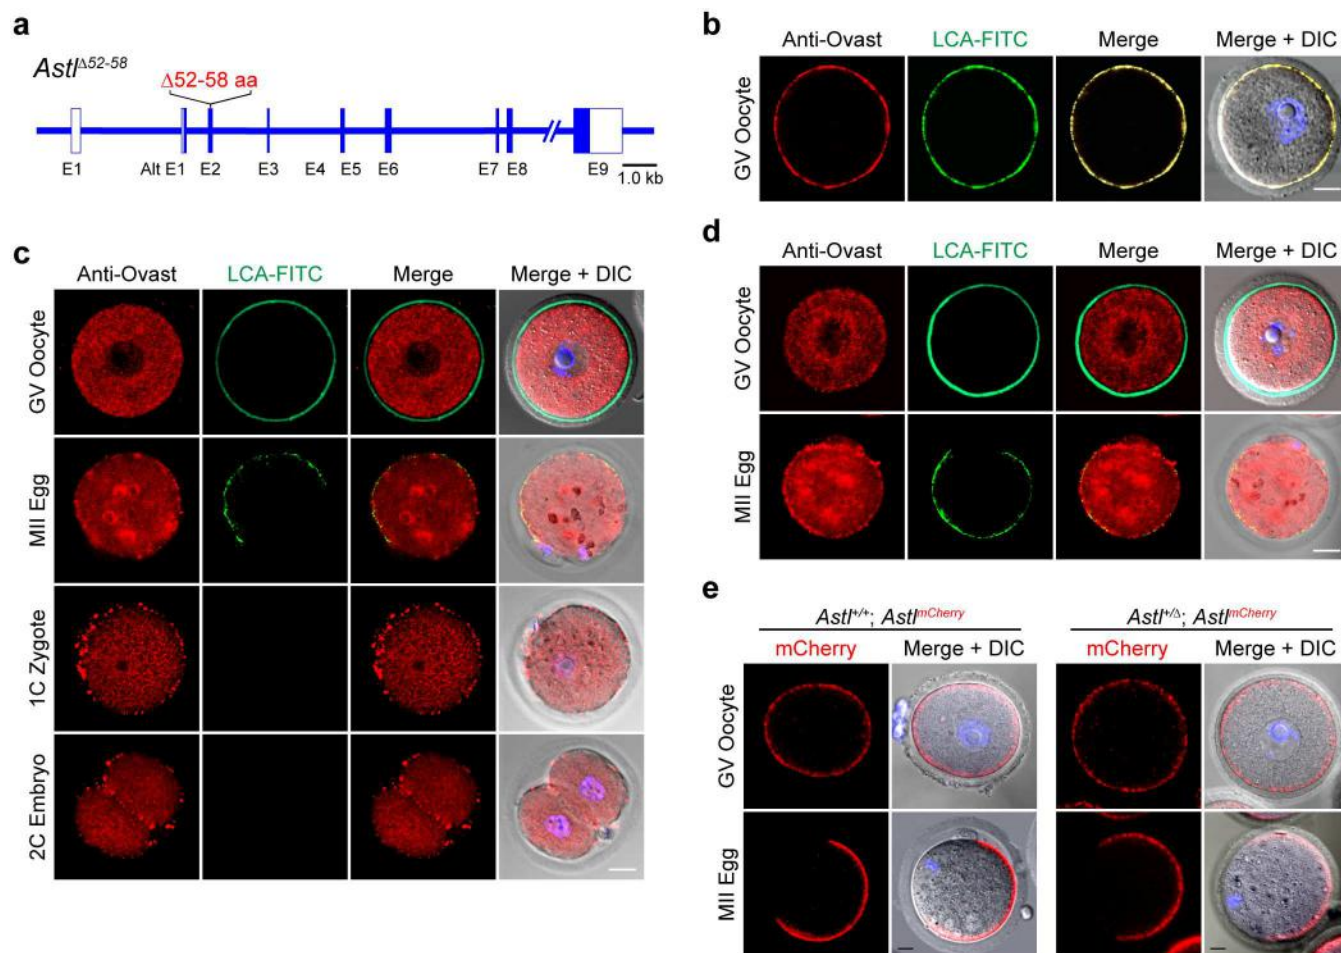 a
Astl^Δ52-58
Δ52-58 aa
E1 Alt E1 E2 E3 E4 E5 E6 E7 E8 E9
1.0 kb
b
Anti-Ovast LCA-FITC Merge Merge + DIC
GV Oocyte
c
Anti-Ovast LCA-FITC Merge Merge + DIC
GV Oocyte
MII Egg
1C Zygote
2C Embryo
d
Anti-Ovast LCA-FITC Merge Merge + DIC
GV Oocyte
MII Egg
e
Astl^+/+; Astl^mCherry Astl^+/Δ; Astl^mCherry
mCherry Merge + DIC mCherry Merge + DIC
GV Oocyte
MII Egg